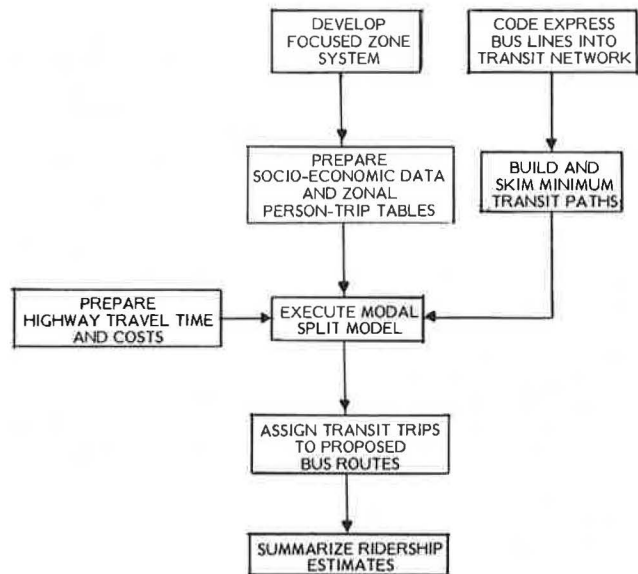 DEVELOP
FOCUSED ZONE
SYSTEM
CODE EXPRESS
BUS LINES INTO
TRANSIT NETWORK
PREPARE
SOCIO-ECONOMIC DATA
AND ZONAL
PERSON-TRIP TABLES
BUILD AND
SKIM MINIMUM
TRANSIT PATHS
PREPARE
HIGHWAY TRAVEL TIME
AND COSTS
EXECUTE MODAL
SPLIT MODEL
ASSIGN TRANSIT TRIPS
TO PROPOSED
BUS ROUTES
SUMMARIZE RIDERSHIP
ESTIMATES